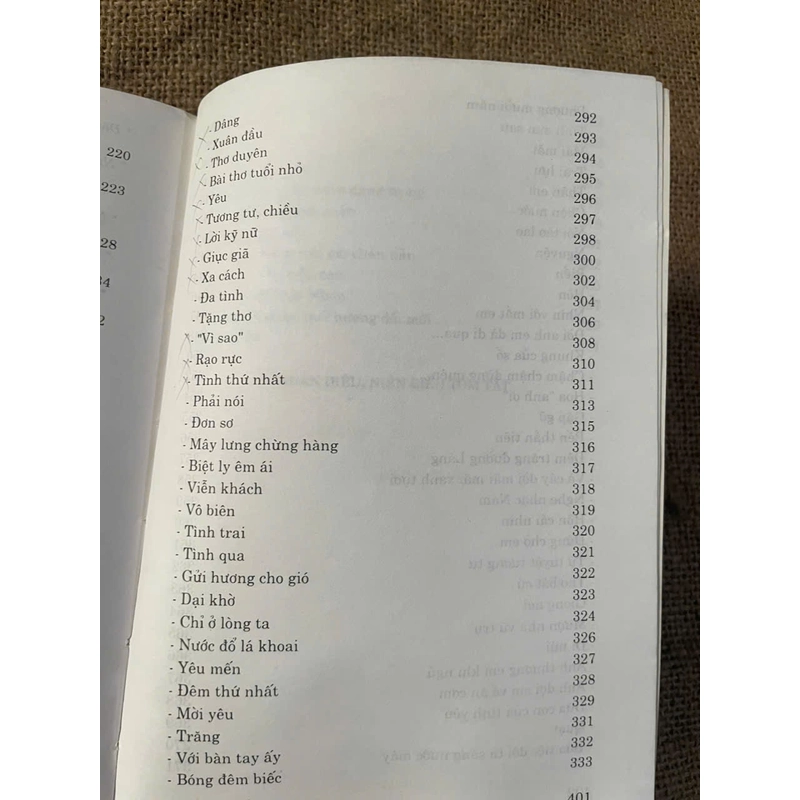 220
223
28
34
2
- Dâng 292
- Xuân đầu 293
- Thơ duyên 294
- Bài thơ tuổi nhỏ 295
- Yêu 296
- Tương tư, chiều 297
- Lời kỹ nữ 298
- Giục giã 300
- Xa cách 302
- Đa tình 304
- Tặng thơ 306
- "Vì sao" 308
- Rạo rực 310
- Tình thứ nhất 311
- Phải nói 313
- Đơn sơ 315
- Mây lưng chừng hàng 316
- Biệt ly êm ái 317
- Viễn khách 318
- Vô biên 319
- Tình trai 320
- Tình qua 321
- Gửi hương cho gió 322
- Dại khờ 323
- Chỉ ở lòng ta 324
- Nước đổ lá khoai 326
- Yêu mến 327
- Đêm thứ nhất 328
- Mời yêu 329
- Trăng 331
- Với bàn tay ấy 332
- Bóng đêm biếc 333
401